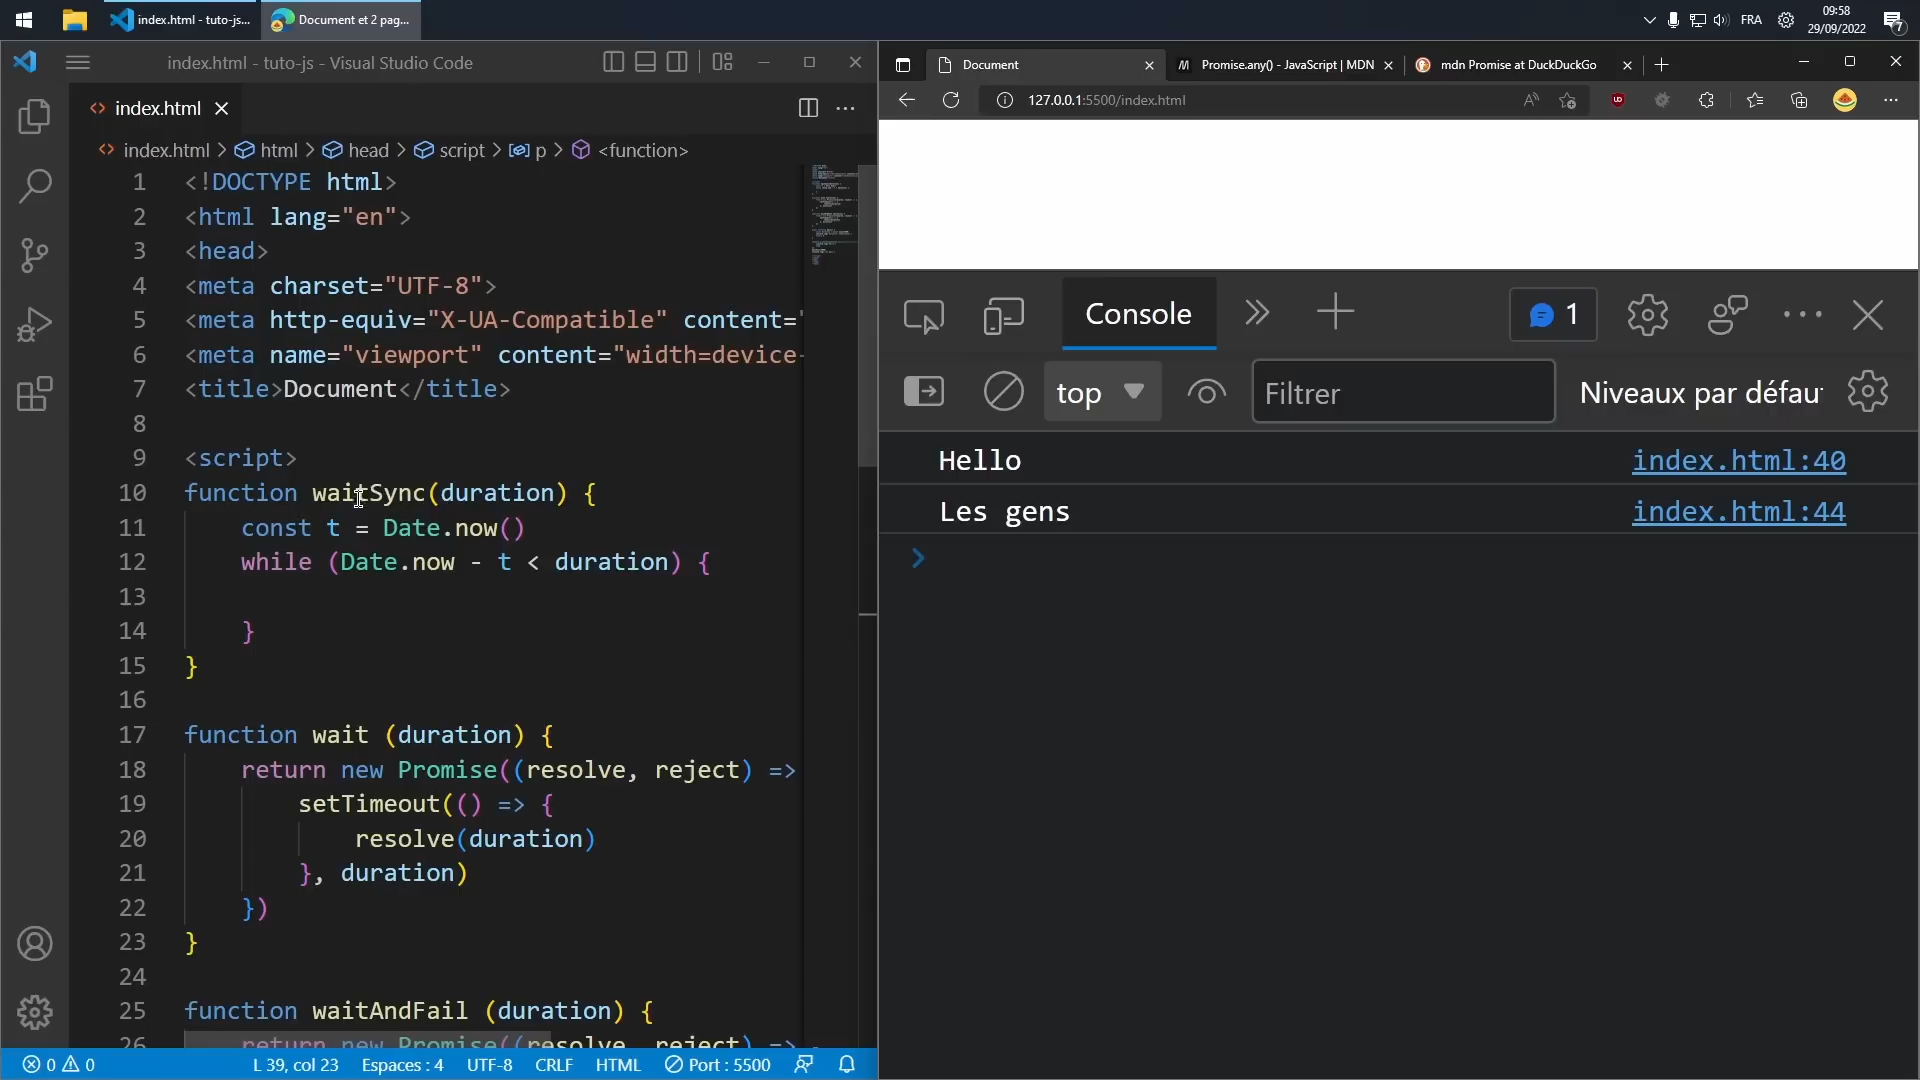 index.html - tuto-js...
Document et 2 pag...
FRA
09:58
29/09/2022
7
index.html - tuto-js - Visual Studio Code
index.html
index.html > html > head > script > p > <function>
1 <!DOCTYPE html>
2 <html lang="en">
3 <head>
4 <meta charset="UTF-8">
5 <meta http-equiv="X-UA-Compatible" content="
6 <meta name="viewport" content="width=device-
7 <title>Document</title>
8
9 <script>
10 function waitSync(duration) {
11 const t = Date.now()
12 while (Date.now - t < duration) {
13
14 }
15 }
16
17 function wait (duration) {
18 return new Promise((resolve, reject) =>
19 setTimeout(() => {
20 resolve(duration)
21 }, duration)
22 })
23 }
24
25 function waitAndFail (duration) {
26 return new Promise((resolve, reject) =>
0 0
L 39, col 23
Espaces : 4
UTF-8
CRLF
HTML
Port : 5500
Document
Promise.any() - JavaScript | MDN
mdn Promise at DuckDuckGo
127.0.0.1:5500/index.html
Console
1
top
Filtrer
Niveaux par défau
Hello index.html:40
Les gens index.html:44